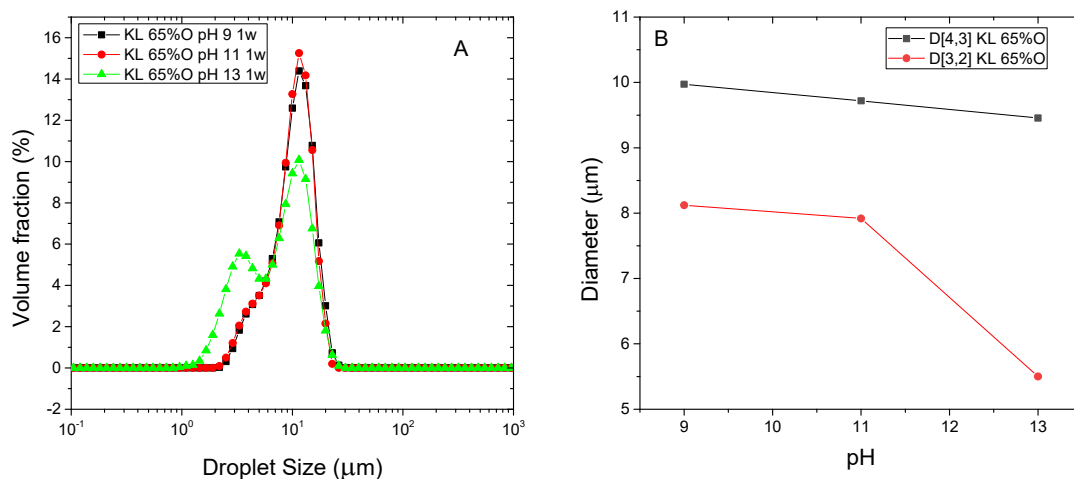 KL 65%O pH 9 1w
KL 65%O pH 11 1w
KL 65%O pH 13 1w
A
16
14
12
10
8
6
4
2
0
-2
Volume fraction (%)
10⁻¹ 10⁰ 10¹ 10² 10³
Droplet Size (μm)
B
D[4,3] KL 65%O
D[3,2] KL 65%O
11
10
9
8
7
6
5
Diameter (μm)
9 10 11 12 13
pH